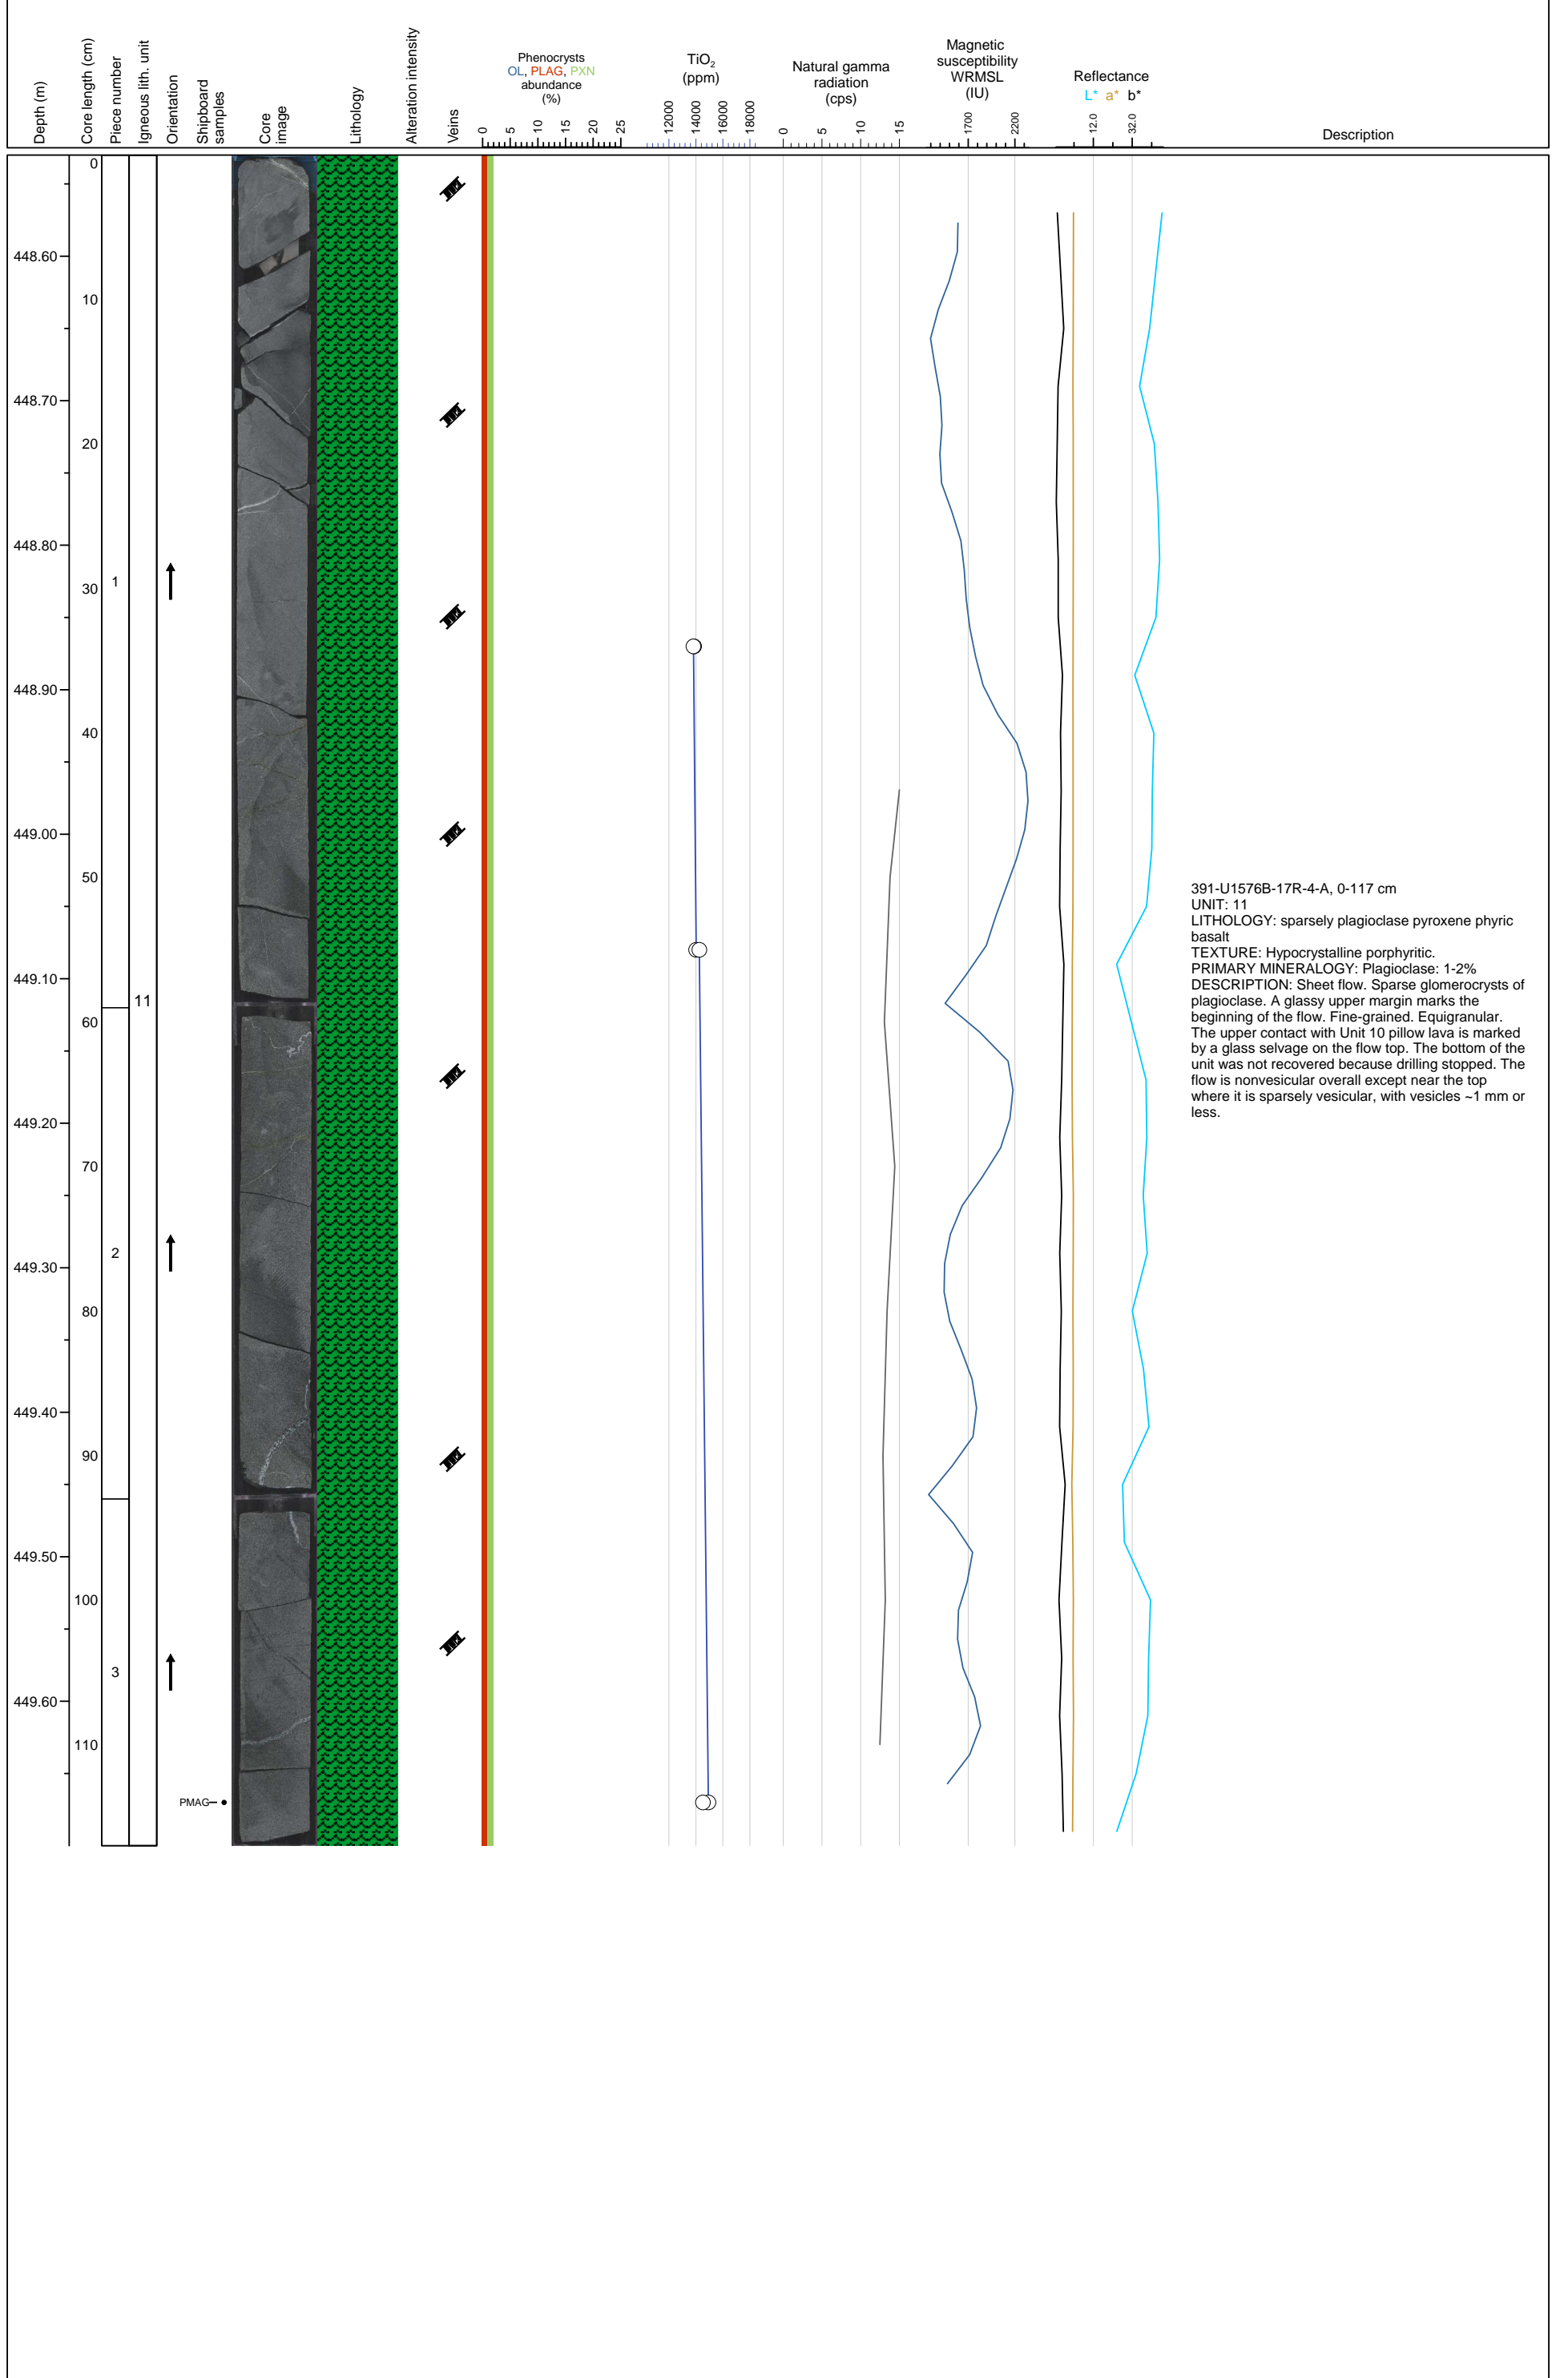 Depth (m)
Core length (cm)
Piece number
Igneous lith. unit
Orientation
Shipboard
samples
Core
image
Lithology
Alteration intensity
Veins
Phenocrysts
OL, PLAG, PXN
abundance
(%)
0 5 10 15 20 25
TiO2
(ppm)
12000 14000 16000 18000
Natural gamma
radiation
(cps)
0 5 10 15
Magnetic
susceptibility
WRMSL
(IU)
1700 2200
Reflectance
L* a* b*
12.0 32.0
Description
0
448.60
10
448.70
20
448.80
30 1 1
448.90
40
449.00
50
391-U1576B-17R-4-A, 0-117 cm
UNIT: 11
LITHOLOGY: sparsely plagioclase pyroxene phyric
basalt
TEXTURE: Hypocrystalline porphyritic.
PRIMARY MINERALOGY: Plagioclase: 1-2%
DESCRIPTION: Sheet flow. Sparse glomerocrysts of
plagioclase. A glassy upper margin marks the
beginning of the flow. Fine-grained. Equigranular.
The upper contact with Unit 10 pillow lava is marked
by a glass selvage on the flow top. The bottom of the
unit was not recovered because drilling stopped. The
flow is nonvesicular overall except near the top
where it is sparsely vesicular, with vesicles ~1 mm or
less.
449.10
11
60
449.20
70
2 2
449.30
80
449.40
90
449.50
100
3 3
449.60
110
PMAG